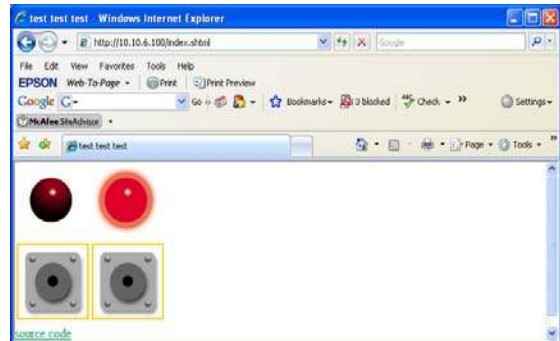 test test test - Windows Internet Explorer
http://10.10.6.100/index.shtml Google
File Edit View Favorites Tools Help
EPSON Web-To-Page Print Print Preview
Google G Go Bookmarks 3 blocked Check >> Settings
McAfee SiteAdvisor
test test test Page Tools >>
source code